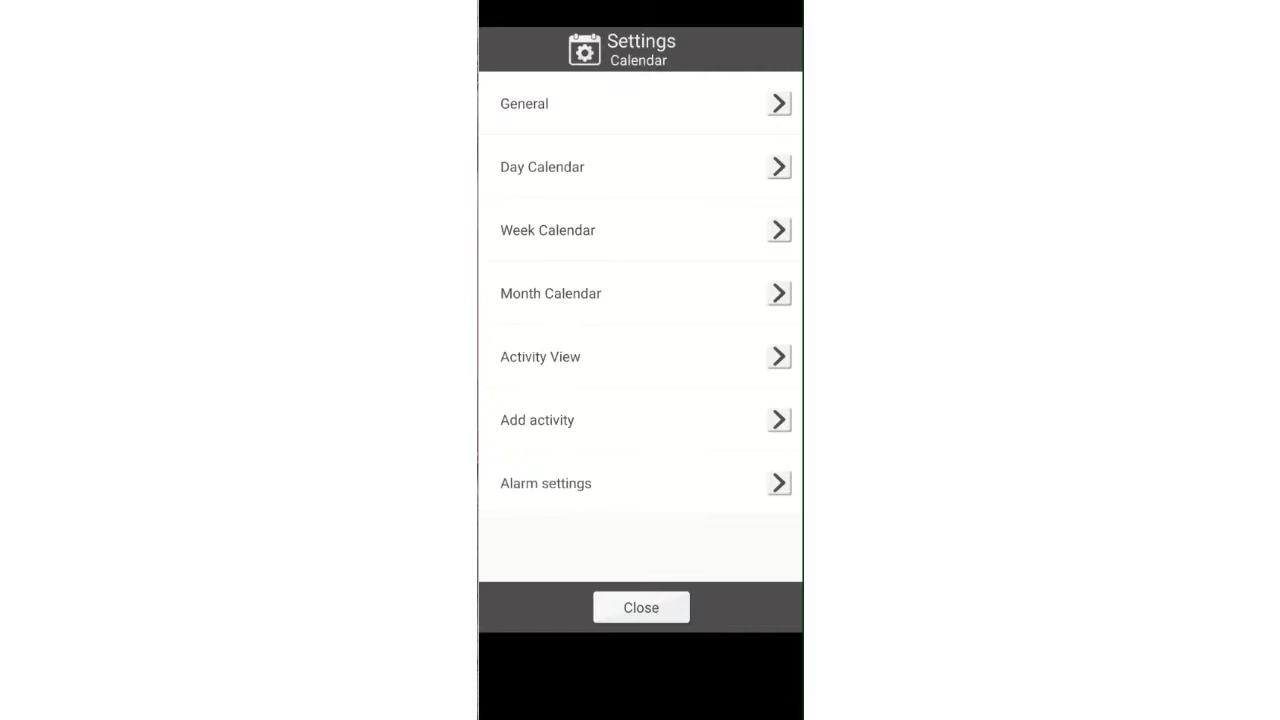 Settings
Calendar
General
Day Calendar
Week Calendar
Month Calendar
Activity View
Add activity
Alarm settings
Close